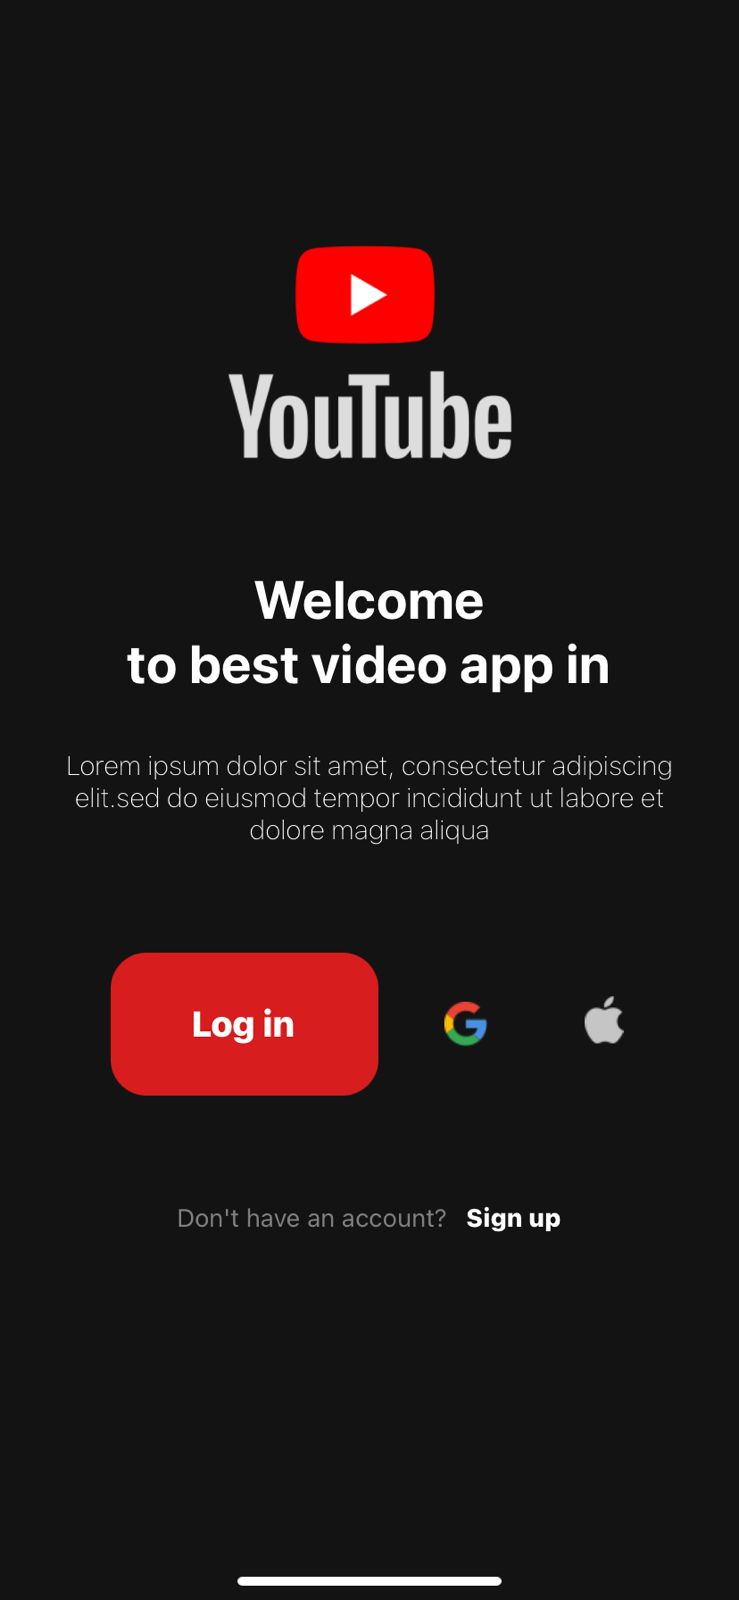 YouTube
Welcome
to best video app in
Lorem ipsum dolor sit amet, consectetur adipiscing
elit.sed do eiusmod tempor incididunt ut labore et
dolore magna aliqua
Log in
Don't have an account? Sign up